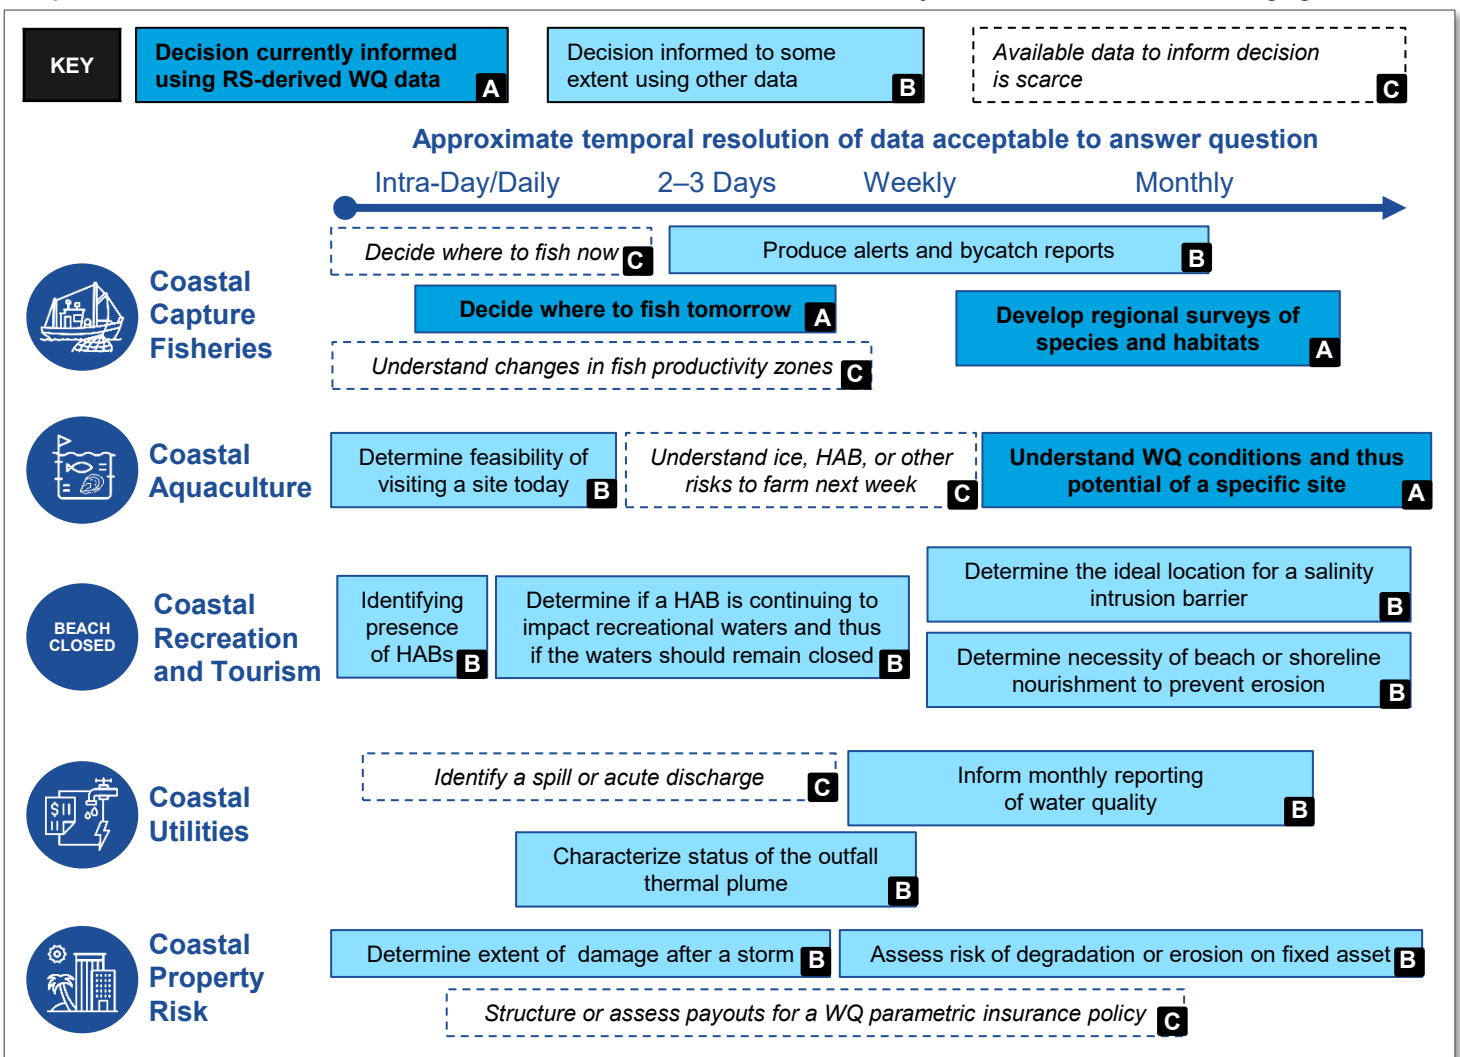 KEY
Decision currently informed
using RS-derived WQ data
A
Decision informed to some
extent using other data
B
Available data to inform decision
is scarce
C
Approximate temporal resolution of data acceptable to answer question
Intra-Day/Daily
2–3 Days
Weekly
Monthly
Coastal
Capture
Fisheries
Decide where to fish now
C
Produce alerts and bycatch reports
B
Decide where to fish tomorrow
A
Develop regional surveys of
species and habitats
A
Understand changes in fish productivity zones
C
Coastal
Aquaculture
Determine feasibility of
visiting a site today
B
Understand ice, HAB, or other
risks to farm next week
C
Understand WQ conditions and thus
potential of a specific site
A
BEACH
CLOSED
Coastal
Recreation
and Tourism
Identifying
presence
of HABs
B
Determine if a HAB is continuing to
impact recreational waters and thus
if the waters should remain closed
B
Determine the ideal location for a salinity
intrusion barrier
B
Determine necessity of beach or shoreline
nourishment to prevent erosion
B
$
Coastal
Utilities
Identify a spill or acute discharge
C
Inform monthly reporting
of water quality
B
Characterize status of the outfall
thermal plume
B
Coastal
Property
Risk
Determine extent of  damage after a storm
B
Assess risk of degradation or erosion on fixed asset
B
Structure or assess payouts for a WQ parametric insurance policy
C